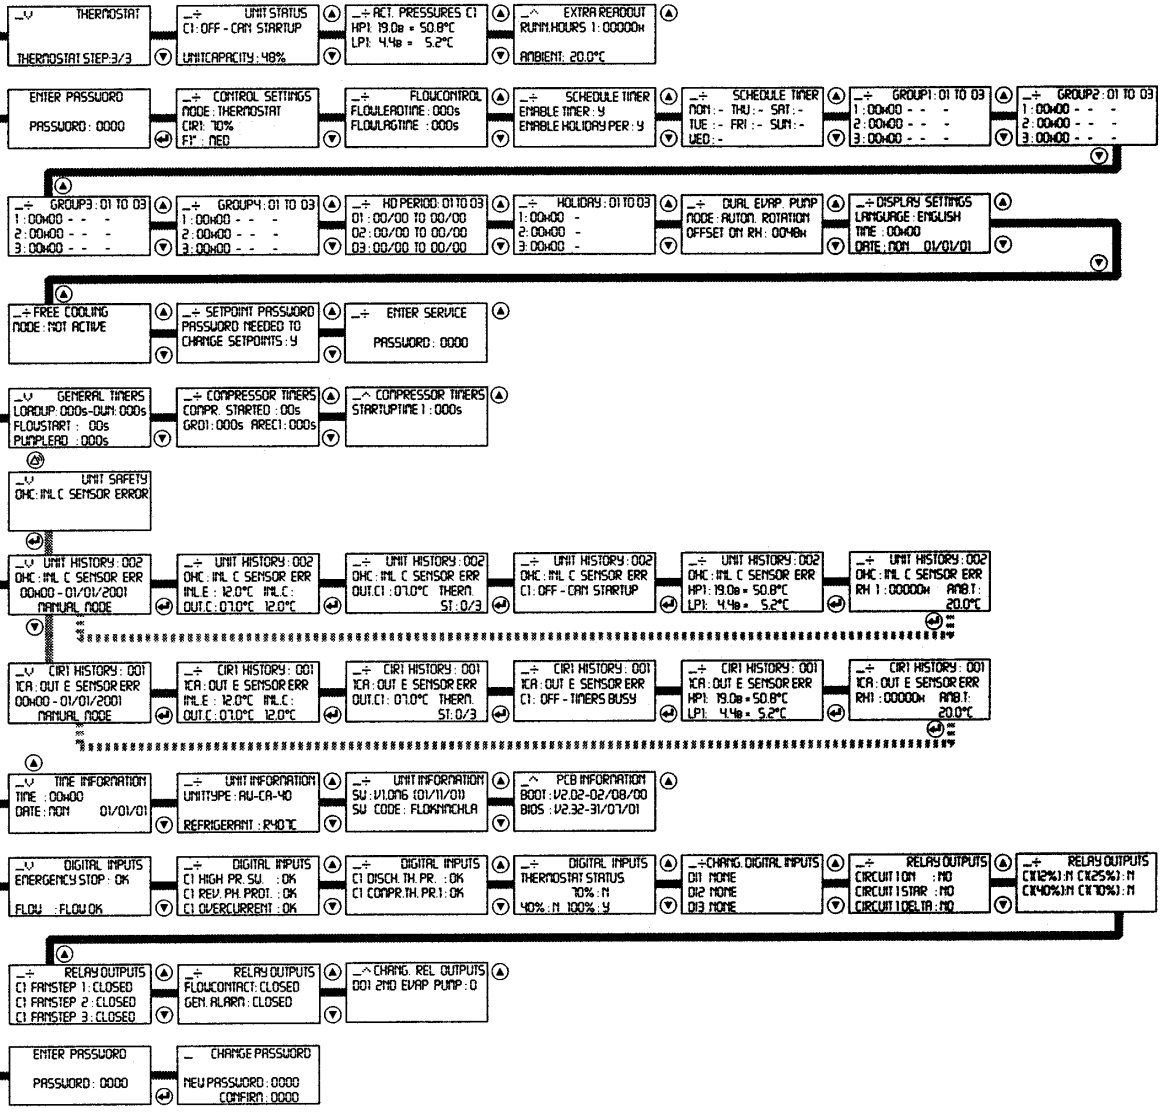 _v THERMOSTAT
THERMOSTAT STEP:3/3
_÷ UNIT STATUS
C1: OFF - CAN STARTUP
UNITCAPACITY : 48%
_÷ ACT. PRESSURES C1
HP1: 19.0B = 50.8°C
LP1: 4.4B = 5.2°C
_^ EXTRA READOUT
RUNN.HOURS 1: 00000H
AMBIENT: 20.0°C
ENTER PASSWORD
PASSWORD : 0000
_÷ CONTROL SETTINGS
MODE : THERMOSTAT
CIR1: 70%
F1* : MED
_÷ FLOWCONTROL
FLOWLEADTIME : 000s
FLOWLAGTIME : 000s
_÷ SCHEDULE TIMER
ENABLE TIMER : Y
ENABLE HOLIDAY PER : Y
_÷ SCHEDULE TIMER
MON : - THU : - SAT : -
TUE : - FRI : - SUN : -
WED : -
_÷ GROUP1 : 01 TO 03
1 : 00H00 - - -
2 : 00H00 - - -
3 : 00H00 - - -
_÷ GROUP2 : 01 TO 03
1 : 00H00 - - -
2 : 00H00 - - -
3 : 00H00 - - -
_÷ GROUP3 : 01 TO 03
1 : 00H00 - - -
2 : 00H00 - - -
3 : 00H00 - - -
_÷ GROUP4 : 01 TO 03
1 : 00H00 - - -
2 : 00H00 - - -
3 : 00H00 - - -
_÷ HD PERIOD: 01 TO 03
01 : 00/00 TO 00/00
02 : 00/00 TO 00/00
03 : 00/00 TO 00/00
_÷ HOLIDAY : 01 TO 03
1 : 00H00 -
2 : 00H00 -
3 : 00H00 -
_÷ DUAL EVAP. PUMP
MODE : AUTOM. ROTATION
OFFSET ON RH : 0048H
_÷ DISPLAY SETTINGS
LANGUAGE : ENGLISH
TIME : 00H00
DATE : MON 01/01/01
_÷ FREE COOLING
MODE : NOT ACTIVE
_÷ SETPOINT PASSWORD
PASSWORD NEEDED TO
CHANGE SETPOINTS : Y
_÷ ENTER SERVICE
PASSWORD : 0000
_v GENERAL TIMERS
LOADUP: 000s-DWN: 000s
FLOWSTART : 00s
PUMPLEAD : 000s
_÷ COMPRESSOR TIMERS
COMPR. STARTED : 00s
GRD1: 000s AREC1: 000s
_^ COMPRESSOR TIMERS
STARTUPTIME 1 : 000s
_v UNIT SAFETY
0HC: INL C SENSOR ERROR
_v UNIT HISTORY : 002
0HC : INL C SENSOR ERR
00H00 - 01/01/2001
MANUAL MODE
_÷ UNIT HISTORY : 002
0HC : INL C SENSOR ERR
INL.E : 12.0°C INL.C :
OUT.C : 07.0°C 12.0°C
_÷ UNIT HISTORY : 002
0HC : INL C SENSOR ERR
OUT.C1 : 07.0°C THERM.
ST : 0/3
_÷ UNIT HISTORY : 002
0HC : INL C SENSOR ERR
C1 : OFF - CAN STARTUP
_÷ UNIT HISTORY : 002
0HC : INL C SENSOR ERR
HP1: 19.0B = 50.8°C
LP1: 4.4B = 5.2°C
_÷ UNIT HISTORY : 002
0HC : INL C SENSOR ERR
RH 1 : 00000H AMB.T :
20.0°C
_v CIR1 HISTORY : 001
1CA : OUT E SENSOR ERR
00H00 - 01/01/2001
MANUAL MODE
_÷ CIR1 HISTORY : 001
1CA : OUT E SENSOR ERR
INL.E : 12.0°C INL.C :
OUT.C : 07.0°C 12.0°C
_÷ CIR1 HISTORY : 001
1CA : OUT E SENSOR ERR
OUT.C1 : 07.0°C THERM.
ST : 0/3
_÷ CIR1 HISTORY : 001
1CA : OUT E SENSOR ERR
C1 : OFF - TIMERS BUSY
_÷ CIR1 HISTORY : 001
1CA : OUT E SENSOR ERR
HP1: 19.0B = 50.8°C
LP1: 4.4B = 5.2°C
_÷ CIR1 HISTORY : 001
1CA : OUT E SENSOR ERR
RH1 : 00000H AMB.T :
20.0°C
_v TIME INFORMATION
TIME : 00H00
DATE : MON 01/01/01
_÷ UNIT INFORMATION
UNITTYPE : AW-CA-40
REFRIGERANT : R407C
_÷ UNIT INFORMATION
SW : V1.0M6 (01/11/01)
SW CODE : FLDKNMCHLA
_^ PCB INFORMATION
BOOT : V2.02-02/08/00
BIOS : V2.32-31/07/01
_v DIGITAL INPUTS
EMERGENCY STOP : OK
FLOW : FLOW OK
_÷ DIGITAL INPUTS
C1 HIGH PR. SW. : OK
C1 REV. PH. PROT. : OK
C1 OVERCURRENT : OK
_÷ DIGITAL INPUTS
C1 DISCH. TH. PR. : OK
C1 COMPR.TH. PR.1 : OK
_÷ DIGITAL INPUTS
THERMOSTAT STATUS
70% : N
40% : N 100% : Y
_÷ CHANG. DIGITAL INPUTS
DI1 NONE
DI2 NONE
DI3 NONE
_÷ RELAY OUTPUTS
CIRCUIT 1 ON : NO
CIRCUIT 1 STAR : NO
CIRCUIT 1 DELTA : NO
_÷ RELAY OUTPUTS
C1(12%) : N C1(25%) : N
C1(40%) : N C1(70%) : N
_÷ RELAY OUTPUTS
C1 FANSTEP 1 : CLOSED
C1 FANSTEP 2 : CLOSED
C1 FANSTEP 3 : CLOSED
_÷ RELAY OUTPUTS
FLOWCONTACT: CLOSED
GEN. ALARM : CLOSED
_^ CHANG. REL OUTPUTS
DO1 2ND EVAP PUMP : O
ENTER PASSWORD
PASSWORD : 0000
_ CHANGE PASSWORD
NEW PASSWORD : 0000
CONFIRM : 0000